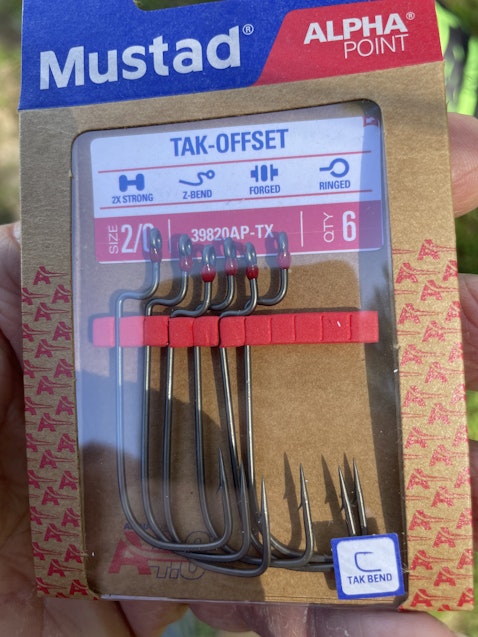 Mustad®
ALPHA®
POINT
TAK-OFFSET
2X STRONG
Z-BEND
FORGED
RINGED
SIZE 2/0
39820AP-TX
QTY 6
TAK BEND